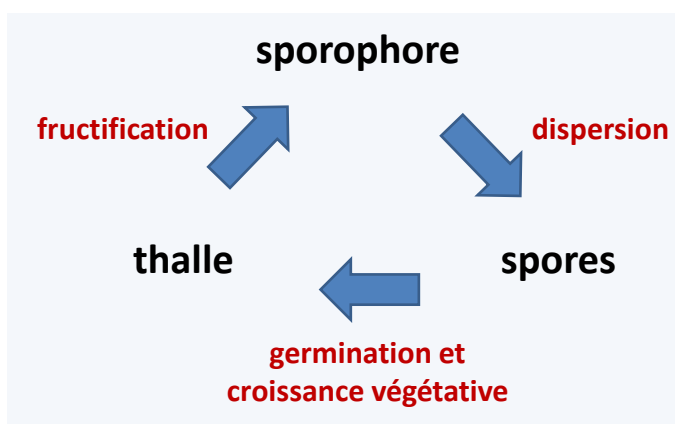 sporophore
fructification
dispersion
thalle
spores
germination et
croissance végétative